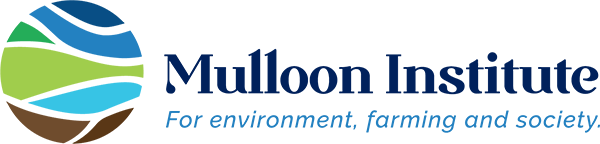 Mulloon Institute
For environment, farming and society.